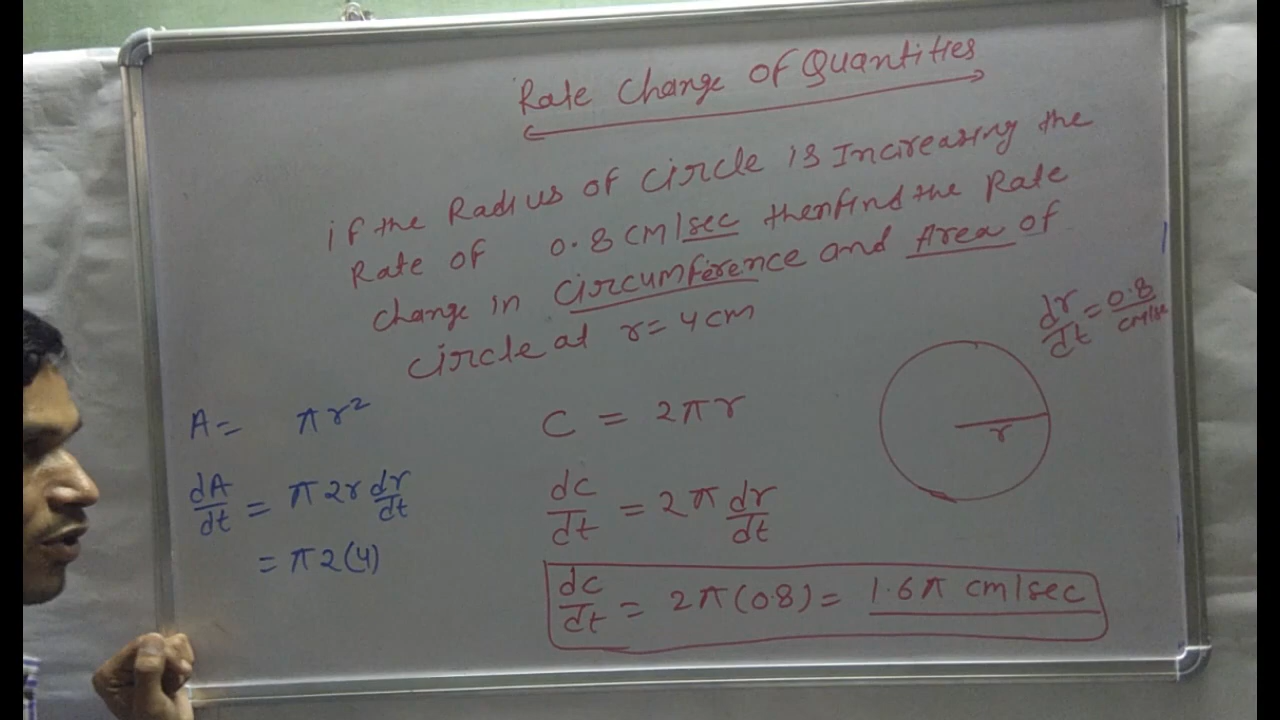 Rate Change of Quantities
if the Radius of circle is Increasing the
Rate of 0.8 cm/sec then find the Rate
change in circumference and Area of
circle at r = 4 cm
dr/dt = 0.8 cm/se
r
A = πr²
dA/dt = π 2r dr/dt
= π 2(4)
C = 2πr
dc/dt = 2π dr/dt
dc/dt = 2π(0.8) = 1.6π cm/sec